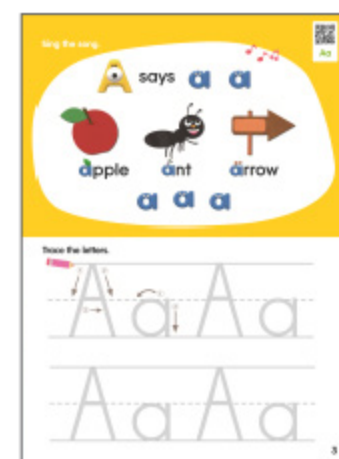 Sing the song.
Aa
A says a a
apple ant arrow
a a a
Trace the letters.
A a A a
A a A a
3